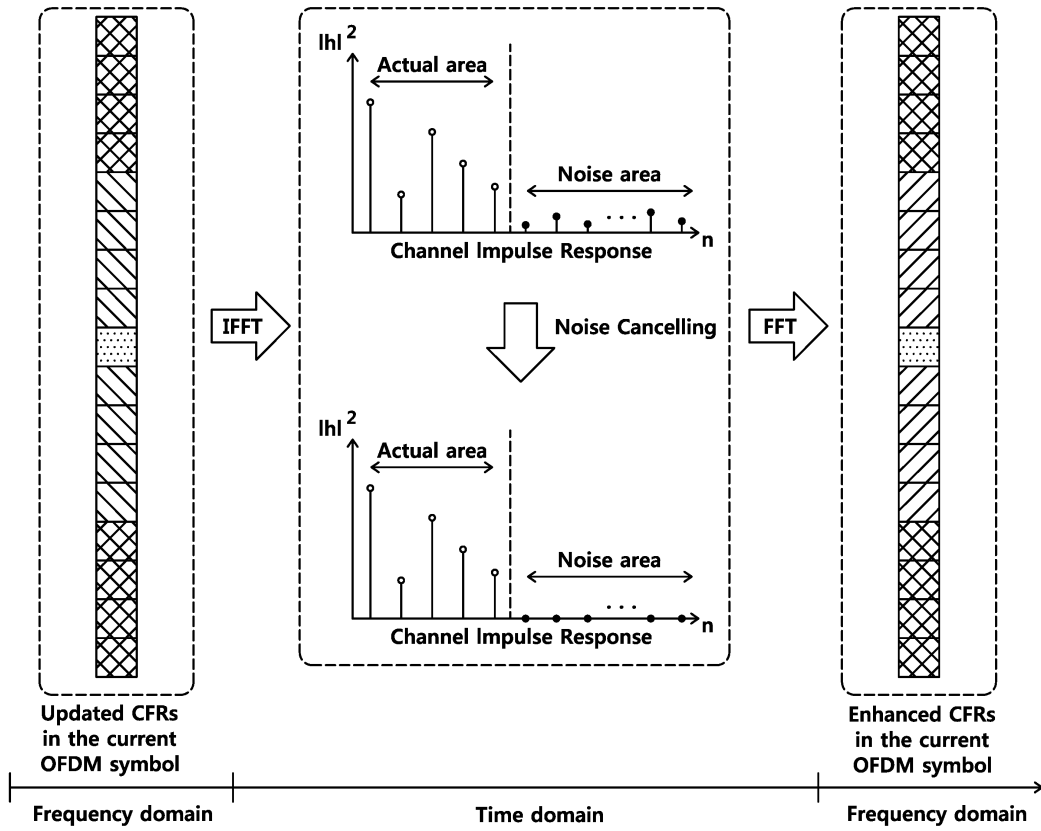 |h| 2
Actual area
Noise area
n
Channel Impulse Response
IFFT
Noise Cancelling
FFT
|h| 2
Actual area
Noise area
n
Channel Impulse Response
Updated CFRs
in the current
OFDM symbol
Enhanced CFRs
in the current
OFDM symbol
Frequency domain
Time domain
Frequency domain